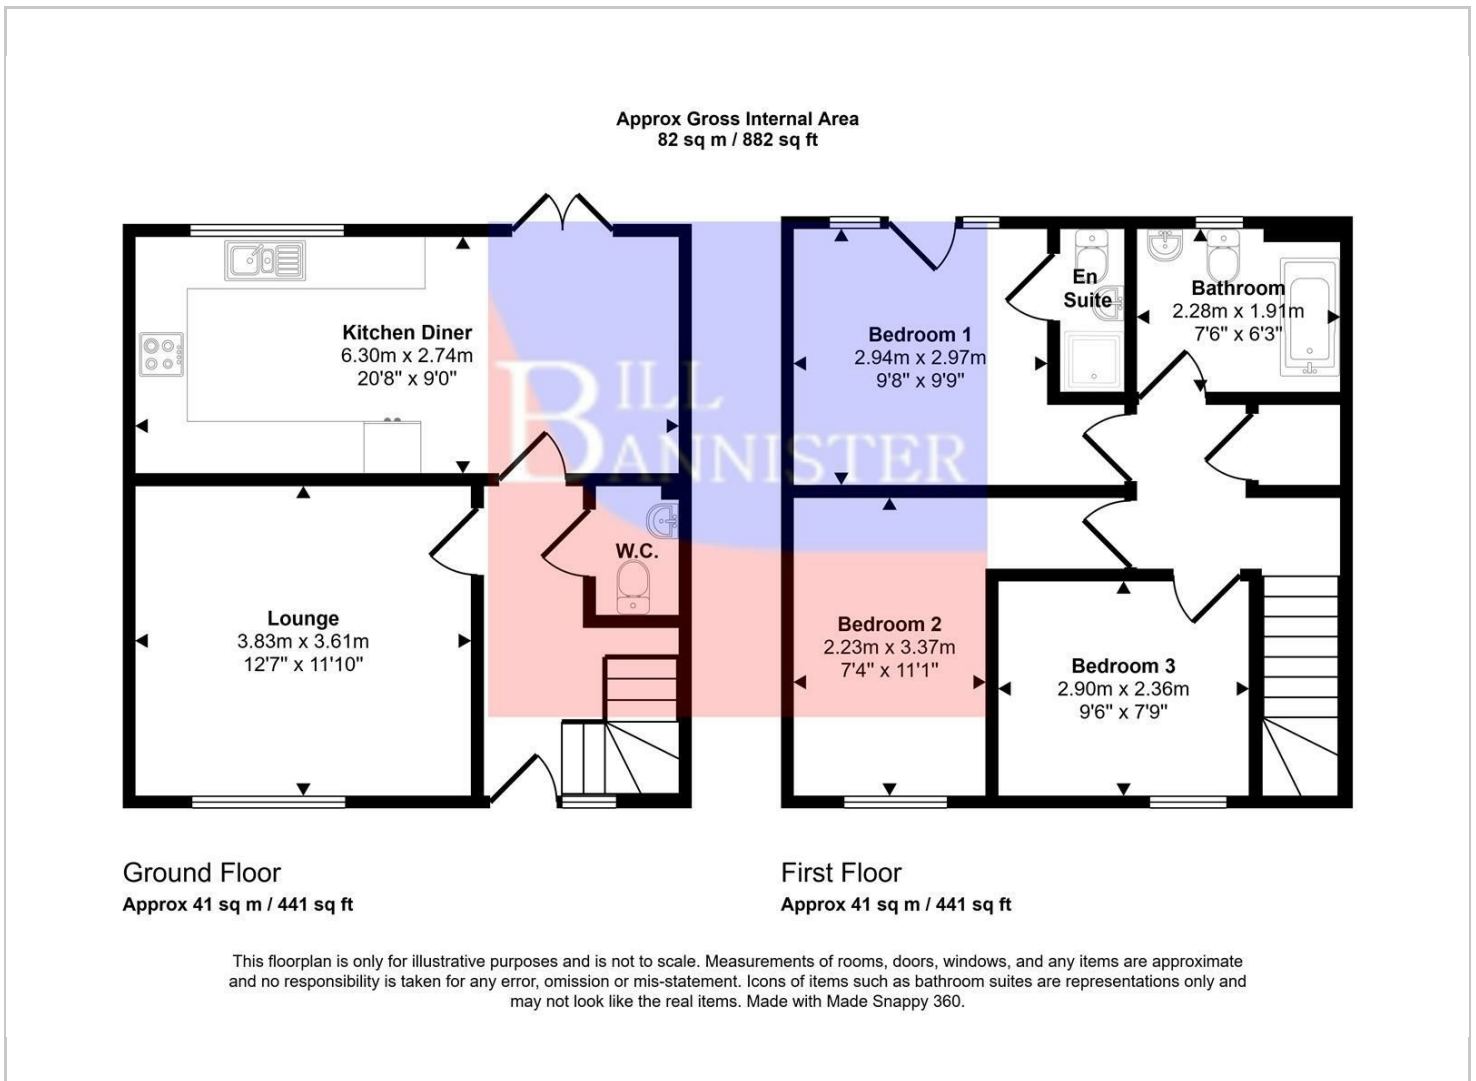 Approx Gross Internal Area
82 sq m / 882 sq ft
Kitchen Diner
6.30m x 2.74m
20'8" x 9'0"
BILL
BANNISTER
W.C.
Lounge
3.83m x 3.61m
12'7" x 11'10"
Ground Floor
Approx 41 sq m / 441 sq ft
Bedroom 1
2.94m x 2.97m
9'8" x 9'9"
En
Suite
Bathroom
2.28m x 1.91m
7'6" x 6'3"
Bedroom 2
2.23m x 3.37m
7'4" x 11'1"
Bedroom 3
2.90m x 2.36m
9'6" x 7'9"
First Floor
Approx 41 sq m / 441 sq ft
This floorplan is only for illustrative purposes and is not to scale. Measurements of rooms, doors, windows, and any items are approximate
and no responsibility is taken for any error, omission or mis-statement. Icons of items such as bathroom suites are representations only and
may not look like the real items. Made with Made Snappy 360.